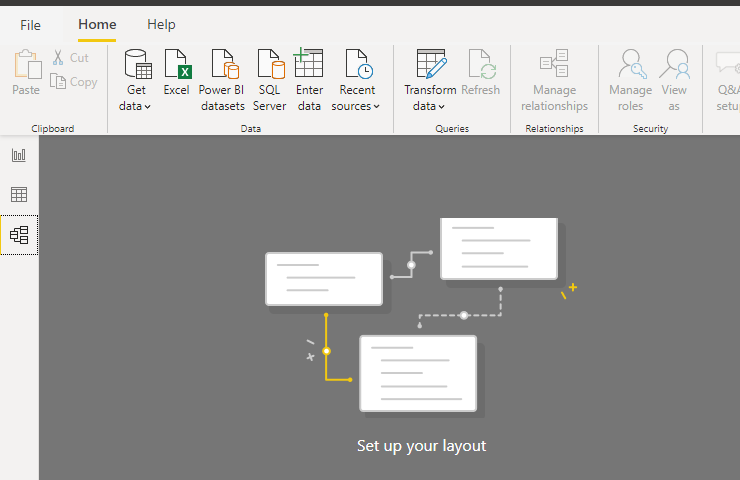 File Home Help
Paste
Cut
Copy
Clipboard
Get data
Excel
Power BI datasets
SQL Server
Enter data
Recent sources
Data
Transform data
Refresh
Queries
Manage relationships
Relationships
Manage roles
View as
Security
Set up your layout